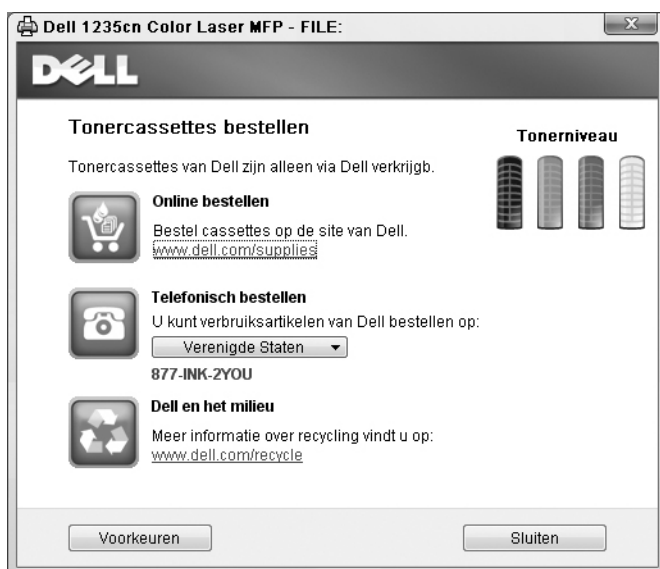 Dell 1235cn Color Laser MFP - FILE:
DELL
Tonercassettes bestellen
Tonerniveau
Tonercassettes van Dell zijn alleen via Dell verkrijgb.
Online bestellen
Bestel cassettes op de site van Dell.
www.dell.com/supplies
Telefonisch bestellen
U kunt verbruiksartikelen van Dell bestellen op:
Verenigde Staten
877-INK-2YOU
Dell en het milieu
Meer informatie over recycling vindt u op:
www.dell.com/recycle
Voorkeuren
Sluiten